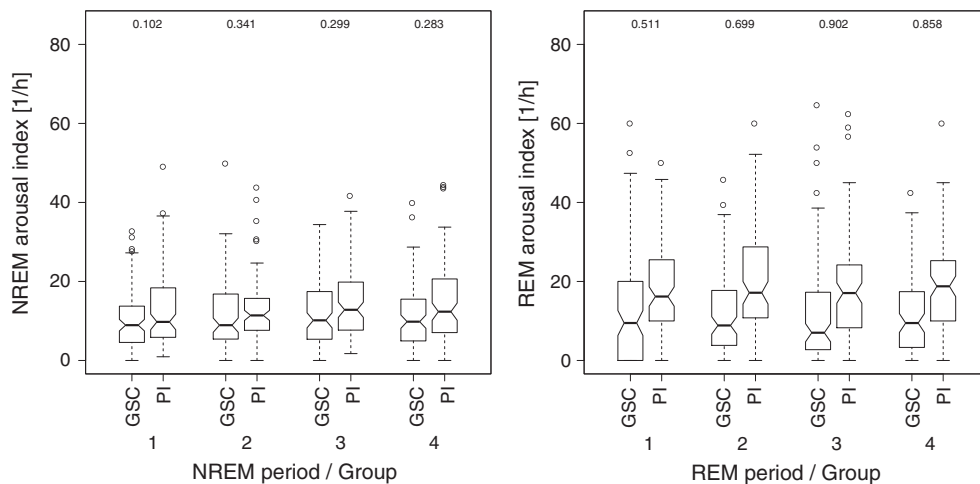 0.102 0.341 0.299 0.283
NREM arousal index [1/h]
80
60
40
20
0
GSC PI GSC PI GSC PI GSC PI
1 2 3 4
NREM period / Group
0.511 0.699 0.902 0.858
REM arousal index [1/h]
80
60
40
20
0
GSC PI GSC PI GSC PI GSC PI
1 2 3 4
REM period / Group